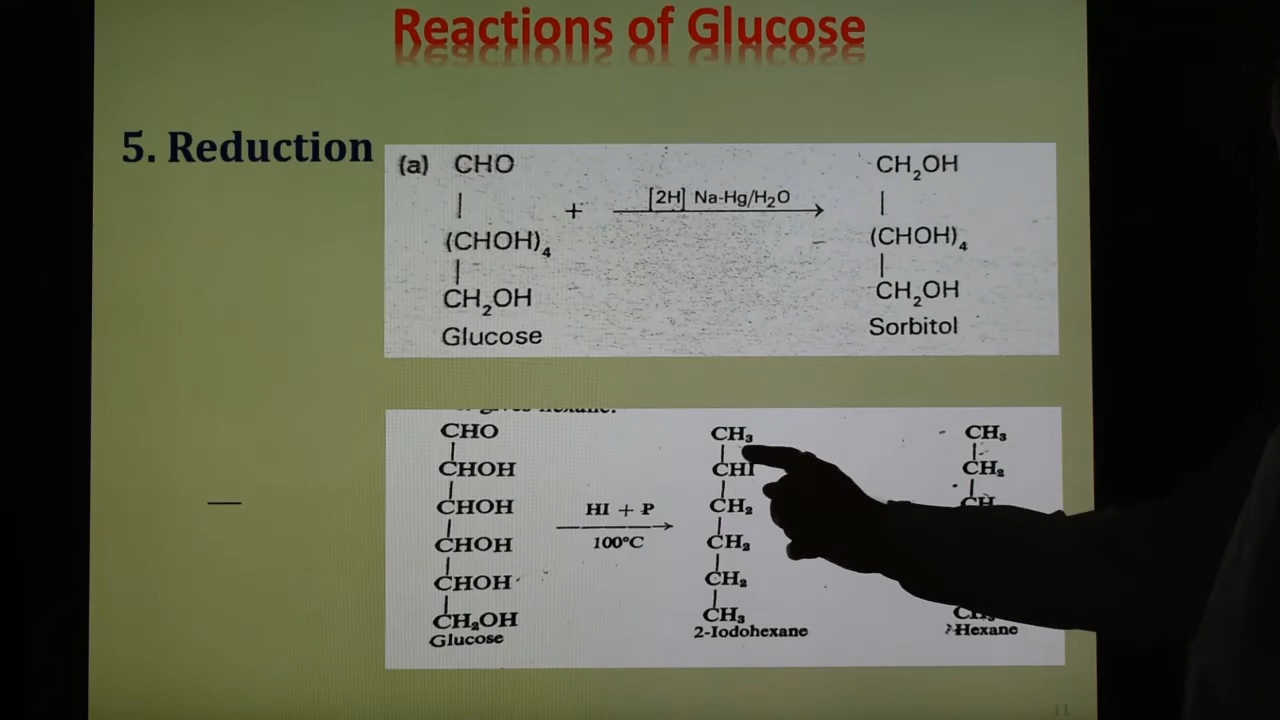 Reactions of Glucose
5. Reduction
(a) CHO
|
(CHOH)₄
|
CH₂OH
Glucose
+
[2H] Na-Hg/H₂O
CH₂OH
|
(CHOH)₄
|
CH₂OH
Sorbitol
gives hexane.
CHO
CHOH
CHOH
CHOH
CHOH
CH₂OH
Glucose
HI + P
100°C
CH₃
CHI
CH₂
CH₂
CH₂
CH₃
2-Iodohexane
CH₃
CH₂
Hexane
11